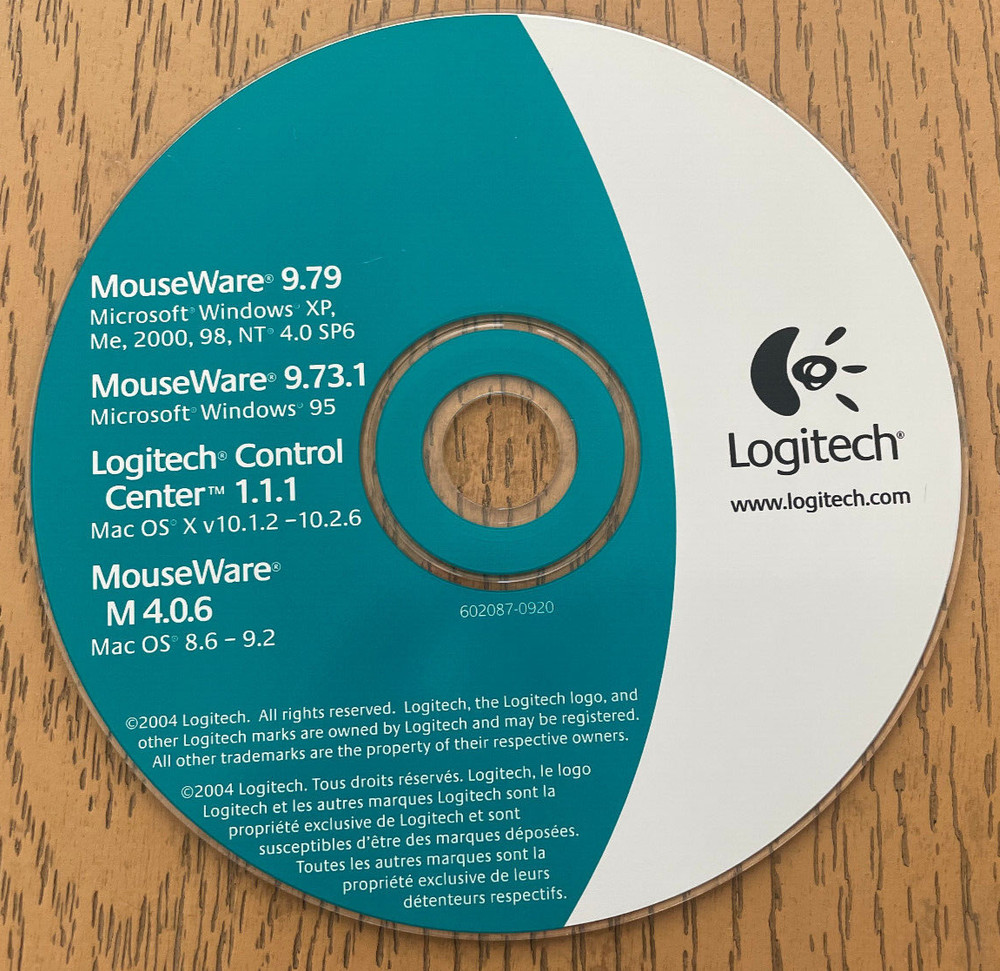 MouseWare® 9.79
Microsoft® Windows® XP,
Me, 2000, 98, NT® 4.0 SP6
MouseWare® 9.73.1
Microsoft® Windows® 95
Logitech® Control
Center™ 1.1.1
Mac OS® X v10.1.2 –10.2.6
MouseWare®
M 4.0.6
Mac OS® 8.6 – 9.2
602087-0920
©2004 Logitech. All rights reserved. Logitech, the Logitech logo, and
other Logitech marks are owned by Logitech and may be registered.
All other trademarks are the property of their respective owners.
©2004 Logitech. Tous droits réservés. Logitech, le logo
Logitech et les autres marques Logitech sont la
propriété exclusive de Logitech et sont
susceptibles d'être des marques déposées.
Toutes les autres marques sont la
propriété exclusive de leurs
détenteurs respectifs.
Logitech®
www.logitech.com